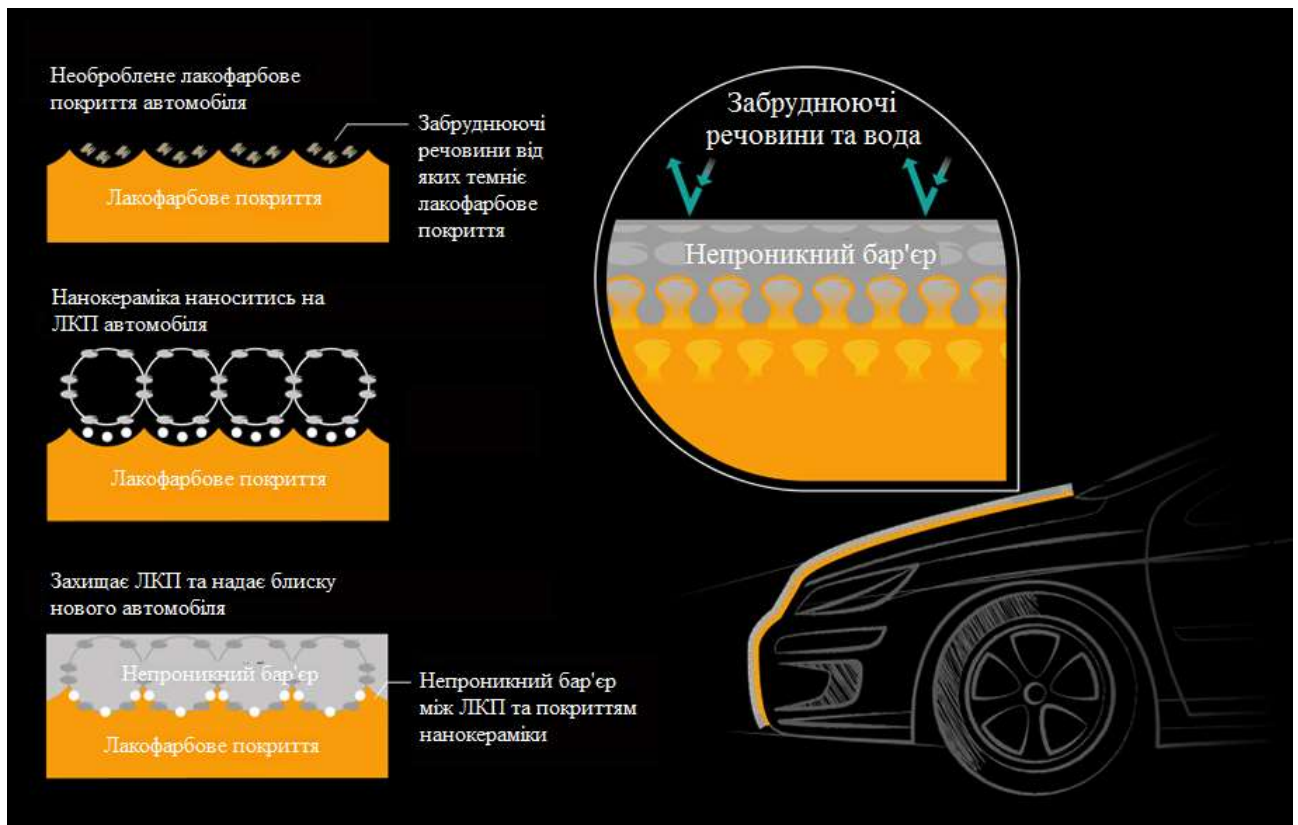 Необроблене лакофарбове
покриття автомобіля
Забруднюючі
речовини від
яких темніє
лакофарбове
покриття
Лакофарбове покриття
Нанокераміка наноситись на
ЛКП автомобіля
Лакофарбове покриття
Захищає ЛКП та надає блиску
нового автомобіля
Непроникний бар'єр
Лакофарбове покриття
Непроникний бар'єр
між ЛКП та покриттям
нанокераміки
Забруднюючі
речовини та вода
Непроникний бар'єр